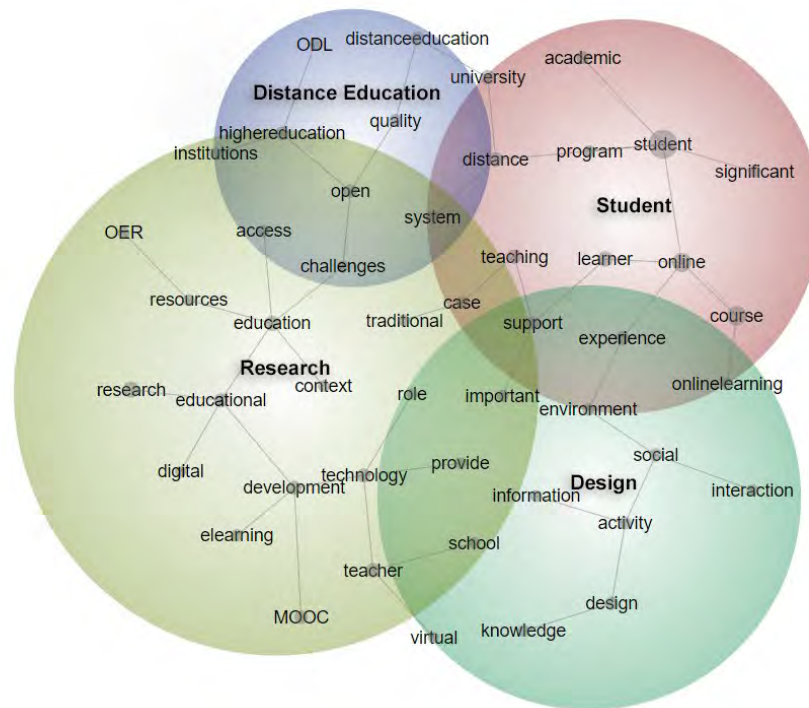 ODL
distanceeducation
academic
university
Distance Education
quality
highereducation
student
institutions
distance
program
significant
open
Student
system
access
OER
teaching
learner
online
challenges
resources
case
course
education
traditional
support
experience
Research
onlinelearning
research
context
role
important
educational
environment
social
digital
technology
provide
Design
development
information
interaction
activity
elearning
school
teacher
design
MOOC
virtual
knowledge